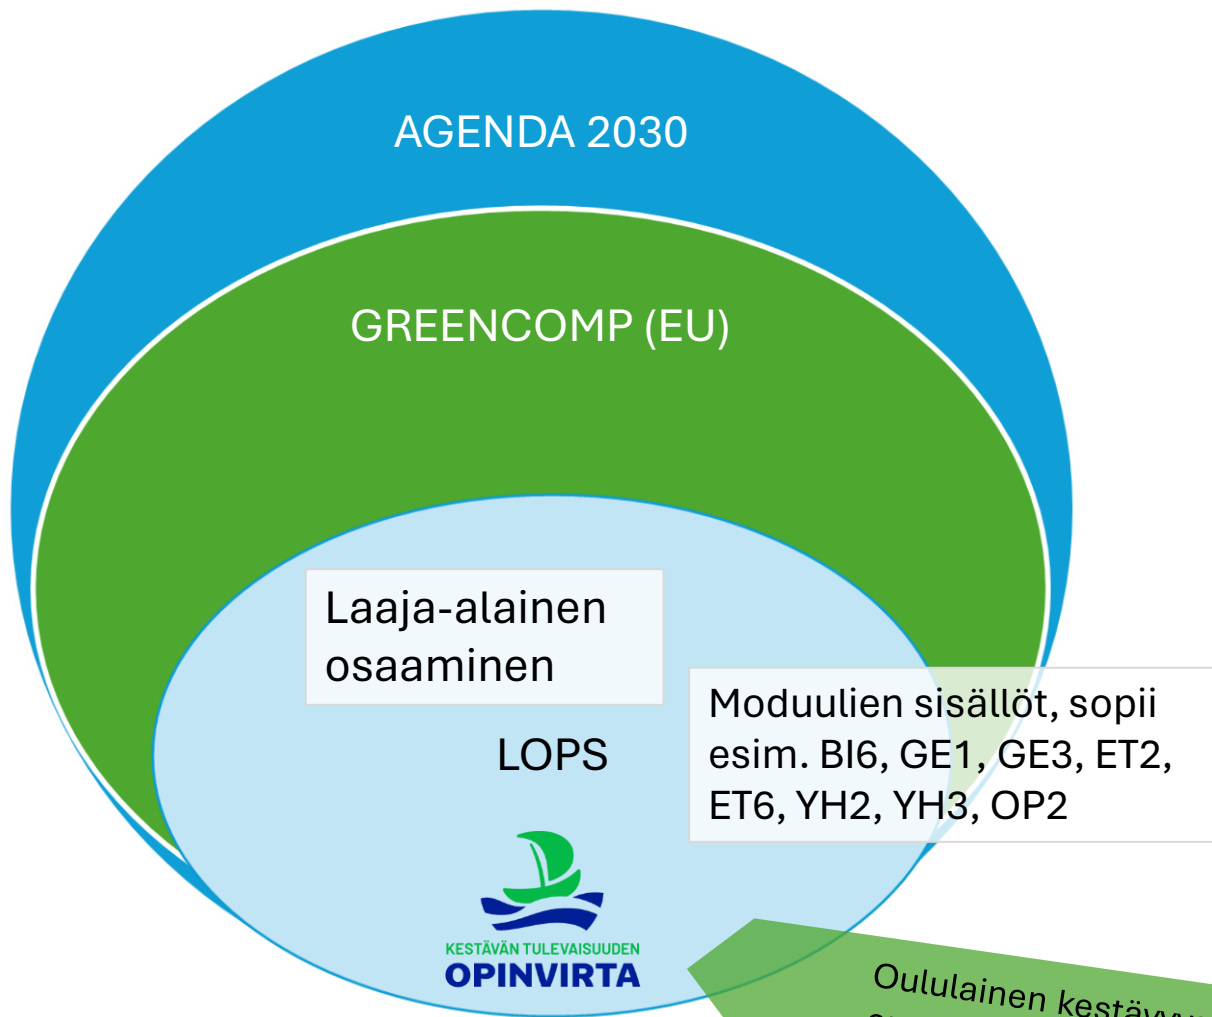 AGENDA 2030
GREENCOMP (EU)
Laaja-alainen
osaaminen
Moduulien sisällöt, sopii
esim. BI6, GE1, GE3, ET2,
ET6, YH2, YH3, OP2
LOPS
KESTÄVÄN TULEVAISUUDEN
OPINVIRTA
Oululainen